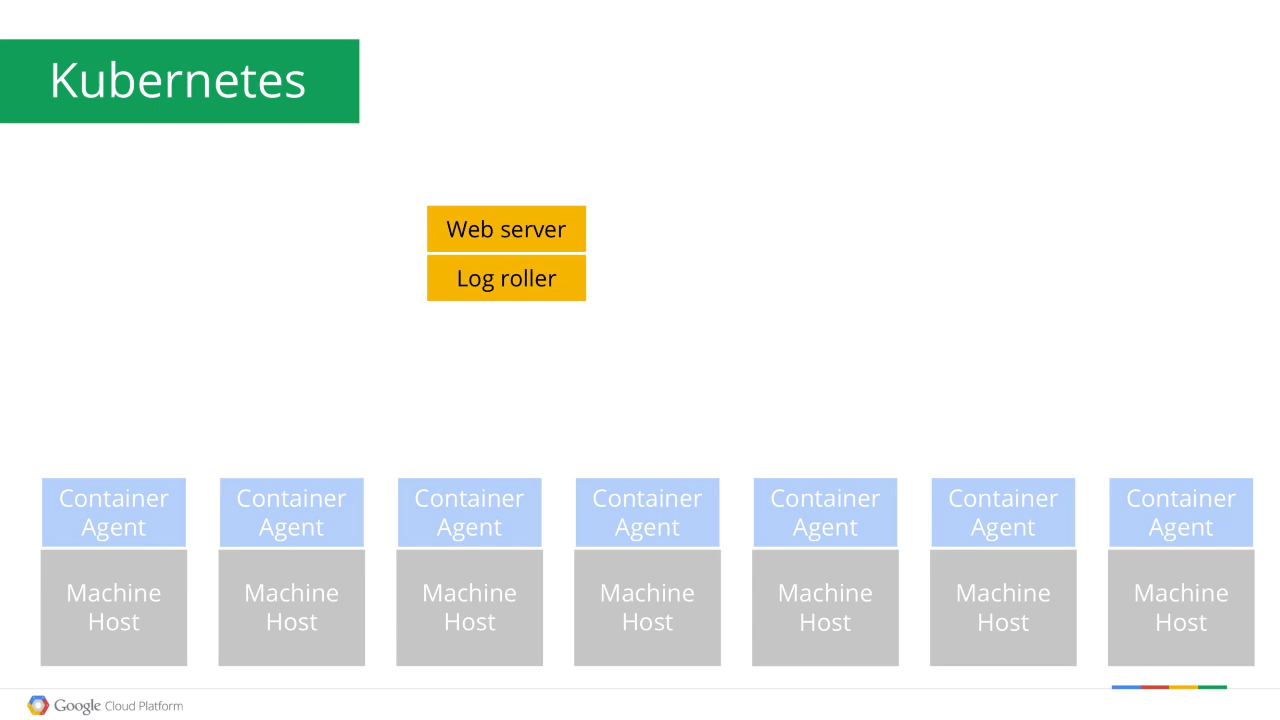 Kubernetes
Web server
Log roller
Container Agent
Container Agent
Container Agent
Container Agent
Container Agent
Container Agent
Container Agent
Machine Host
Machine Host
Machine Host
Machine Host
Machine Host
Machine Host
Machine Host
Google Cloud Platform